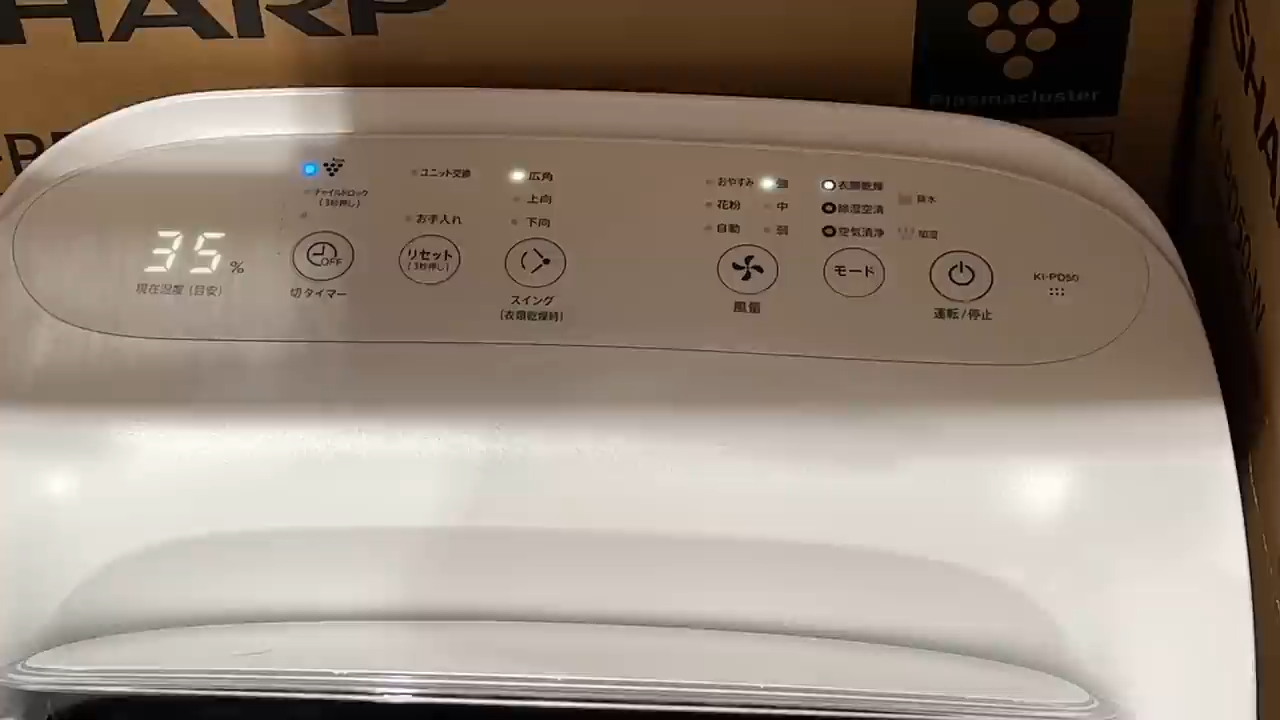 HARP
Plasmacluster
ユニット交換
広角
チャイルドロック
(3秒押し)
上向
お手入れ
下向
35%
現在湿度(目安)
OFF
切タイマー
リセット
(3秒押し)
スイング
(衣類乾燥時)
おやすみ
強
花粉
中
自動
弱
風量
衣類乾燥
除湿空清
空気清浄
モード
排水
加湿
運転/停止
KI-PD50